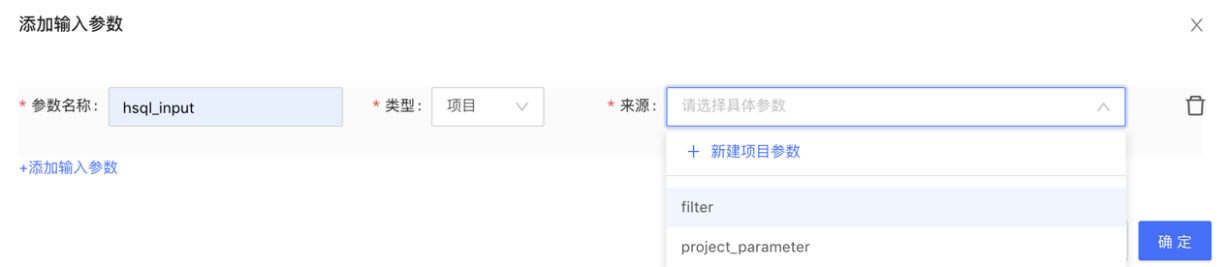 添加输入参数
* 参数名称: hsql_input * 类型: 项目 * 来源: 请选择具体参数
+ 新建项目参数
+添加输入参数
filter
project_parameter
确 定